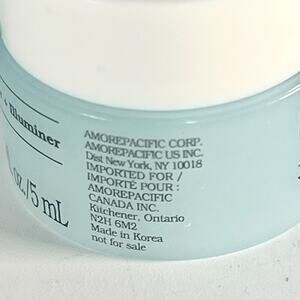 + illuminer
z./5 mL
AMOREPACIFIC CORP.
AMOREPACIFIC US INC.
Dist New York, NY 10018
IMPORTED FOR /
IMPORTÉ POUR :
AMOREPACIFIC
CANADA INC.
Kitchener, Ontario
N2H 6M2
Made in Korea
not for sale